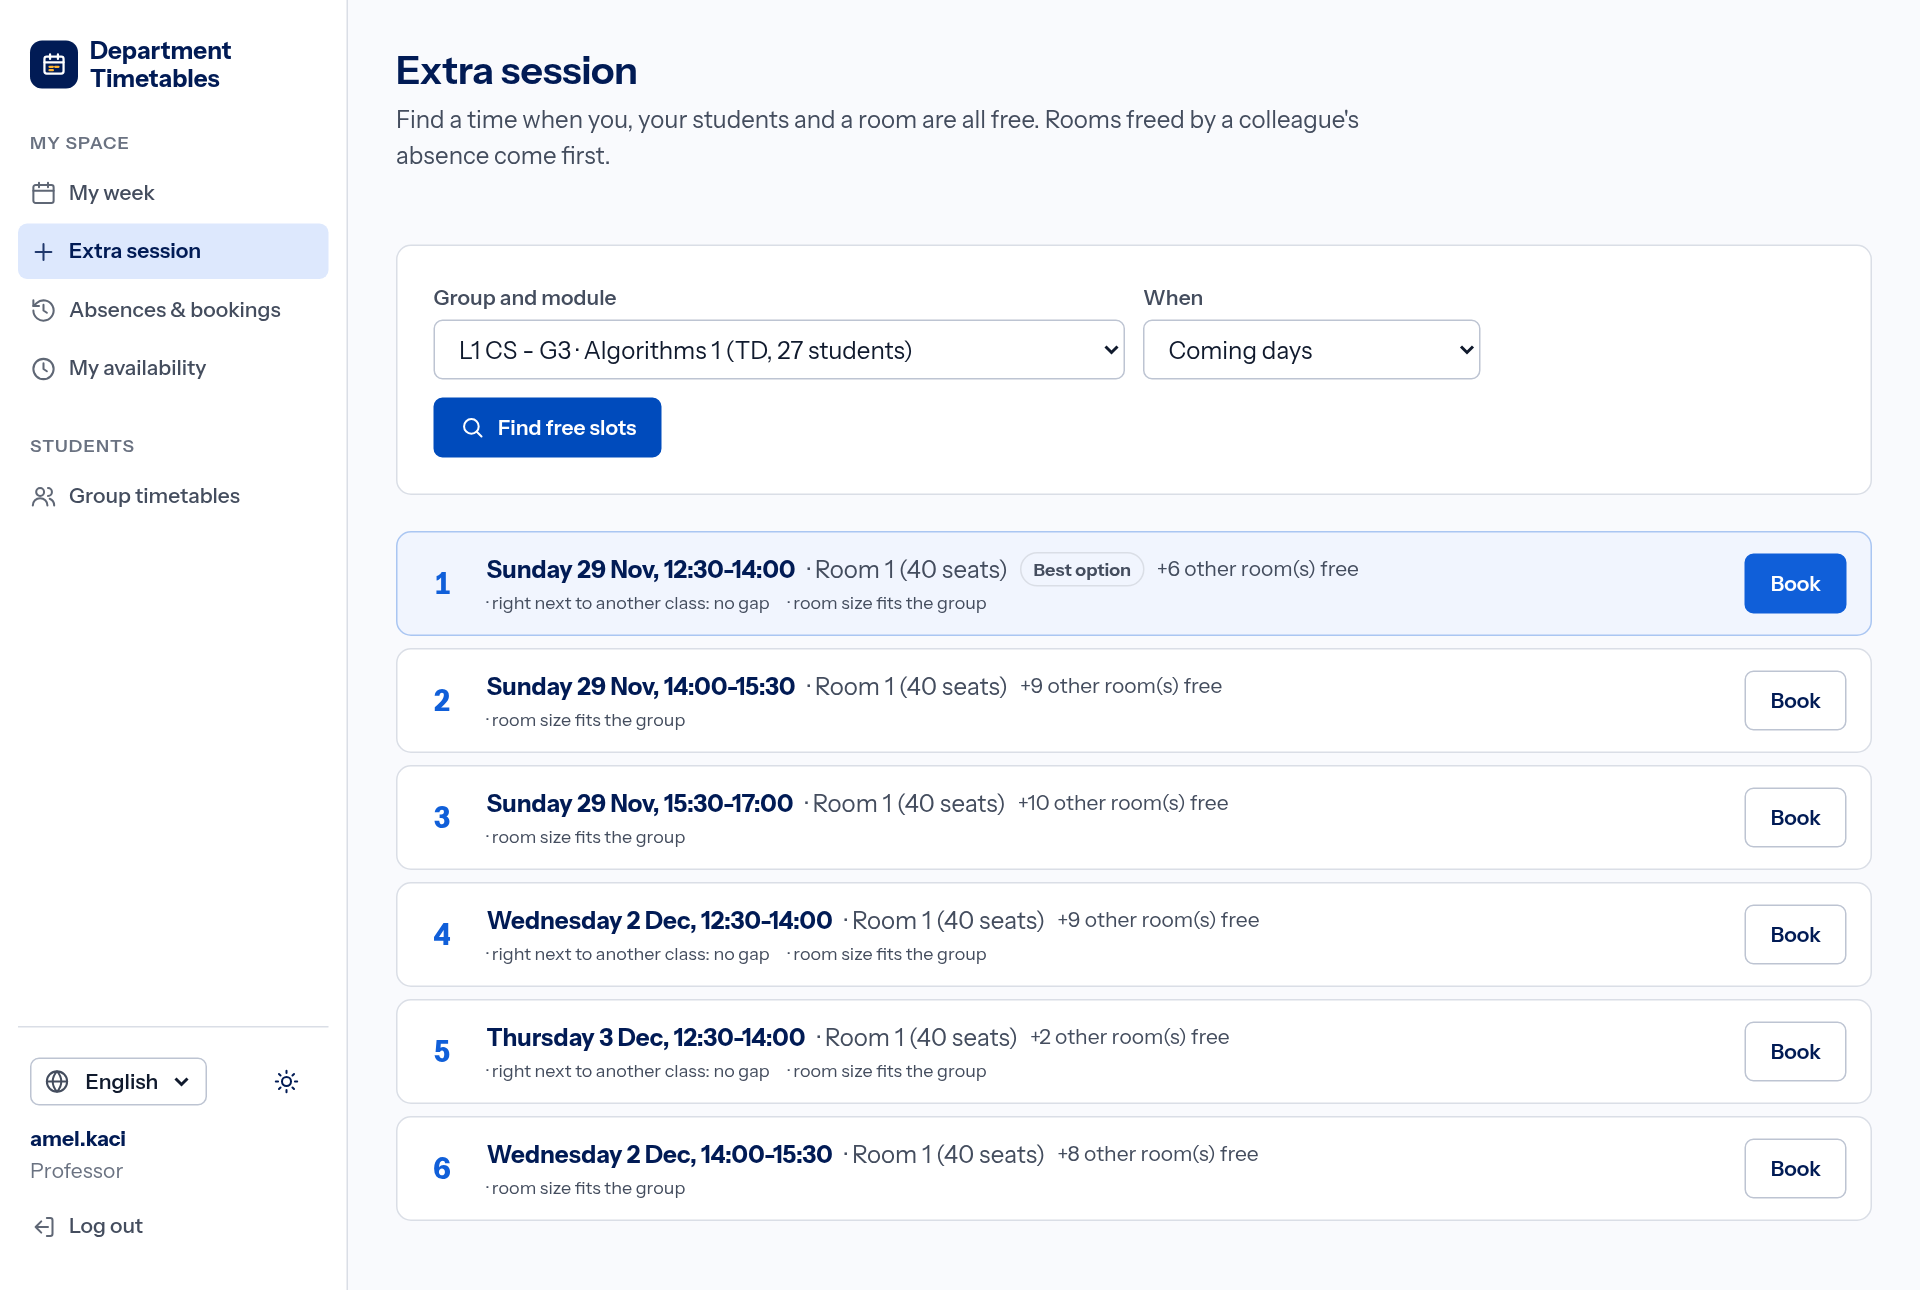 Department
Timetables
MY SPACE
My week
Extra session
Absences & bookings
My availability
STUDENTS
Group timetables
English
amel.kaci
Professor
Log out
Extra session
Find a time when you, your students and a room are all free. Rooms freed by a colleague's
absence come first.
Group and module
When
L1 CS - G3 · Algorithms 1 (TD, 27 students)
Coming days
Find free slots
1
Sunday 29 Nov, 12:30-14:00 · Room 1 (40 seats) Best option +6 other room(s) free
· right next to another class: no gap · room size fits the group
Book
2
Sunday 29 Nov, 14:00-15:30 · Room 1 (40 seats) +9 other room(s) free
· room size fits the group
Book
3
Sunday 29 Nov, 15:30-17:00 · Room 1 (40 seats) +10 other room(s) free
· room size fits the group
Book
4
Wednesday 2 Dec, 12:30-14:00 · Room 1 (40 seats) +9 other room(s) free
· right next to another class: no gap · room size fits the group
Book
5
Thursday 3 Dec, 12:30-14:00 · Room 1 (40 seats) +2 other room(s) free
· right next to another class: no gap · room size fits the group
Book
6
Wednesday 2 Dec, 14:00-15:30 · Room 1 (40 seats) +8 other room(s) free
· room size fits the group
Book